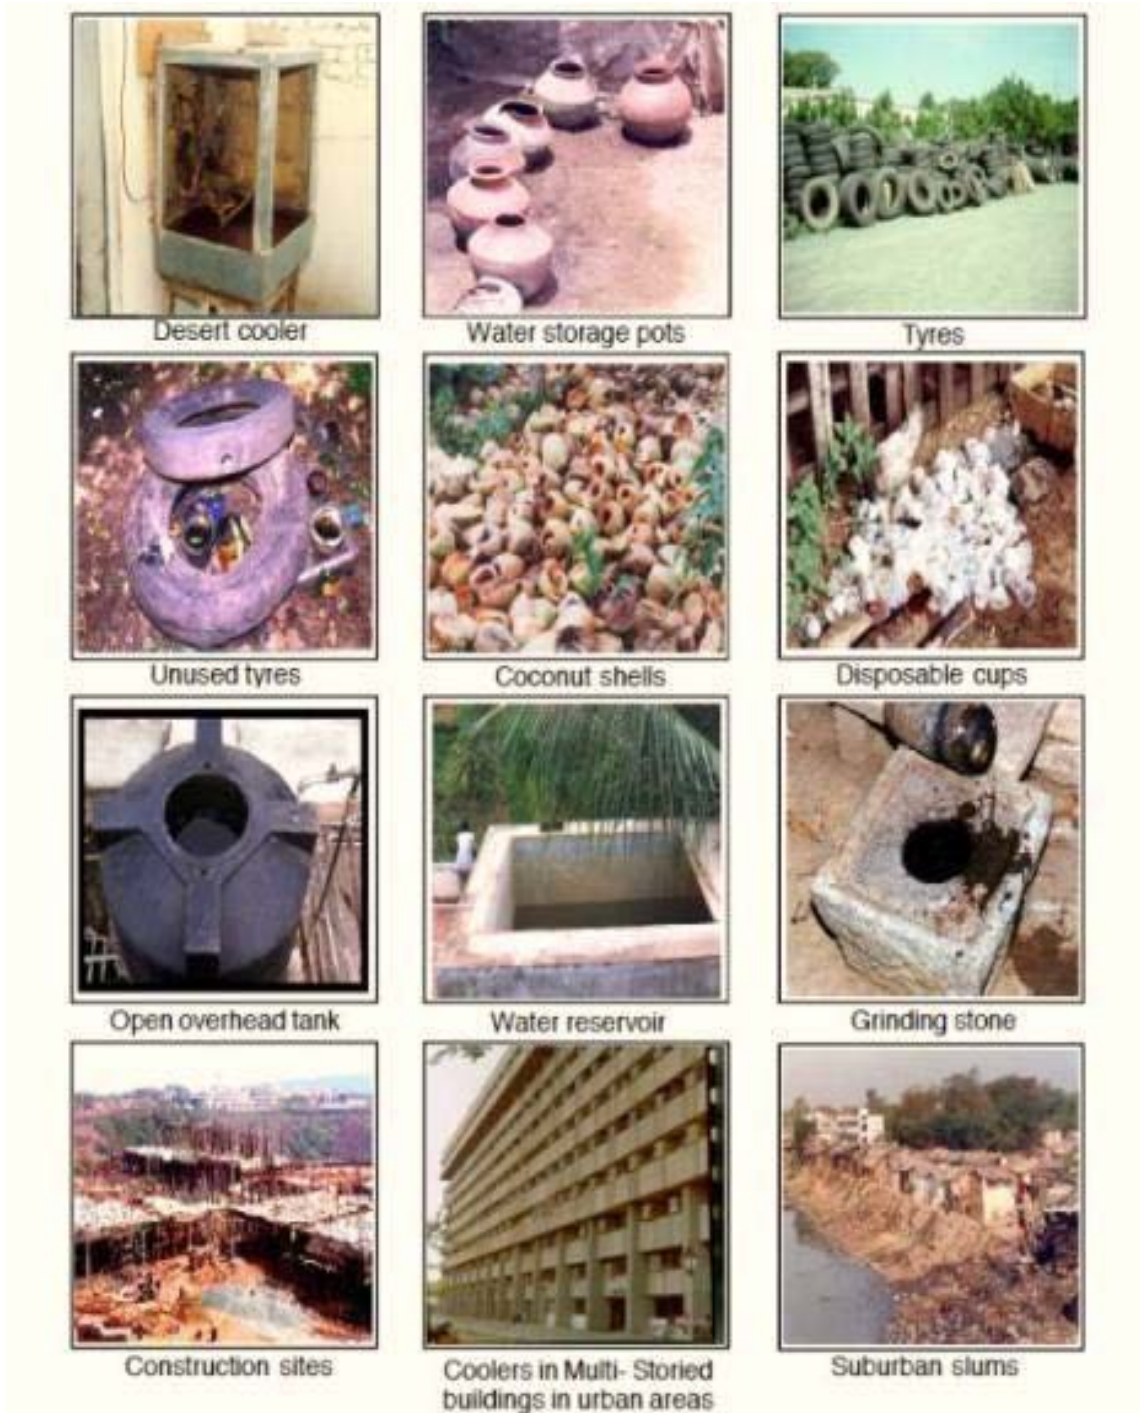 Desert cooler
Water storage pots
Tyres
Unused tyres
Coconut shells
Disposable cups
Open overhead tank
Water reservoir
Grinding stone
Construction sites
Coolers in Multi- Storied
buildings in urban areas
Suburban slums